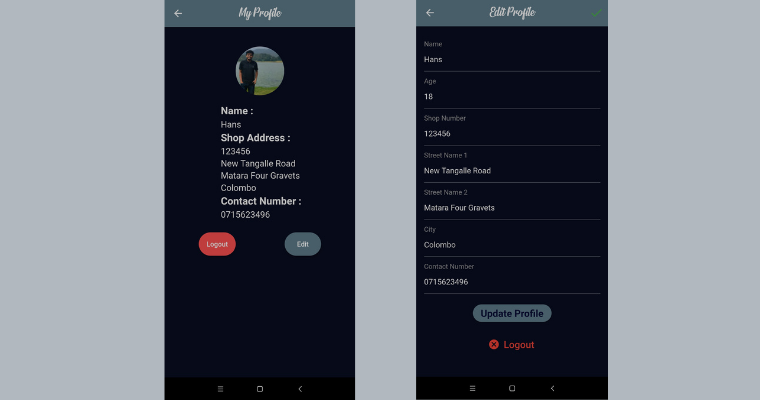 My Profile
Name :
Hans
Shop Address :
123456
New Tangalle Road
Matara Four Gravets
Colombo
Contact Number :
0715623496
Logout
Edit
Edit Profile
Name
Hans
Age
18
Shop Number
123456
Street Name 1
New Tangalle Road
Street Name 2
Matara Four Gravets
City
Colombo
Contact Number
0715623496
Update Profile
Logout